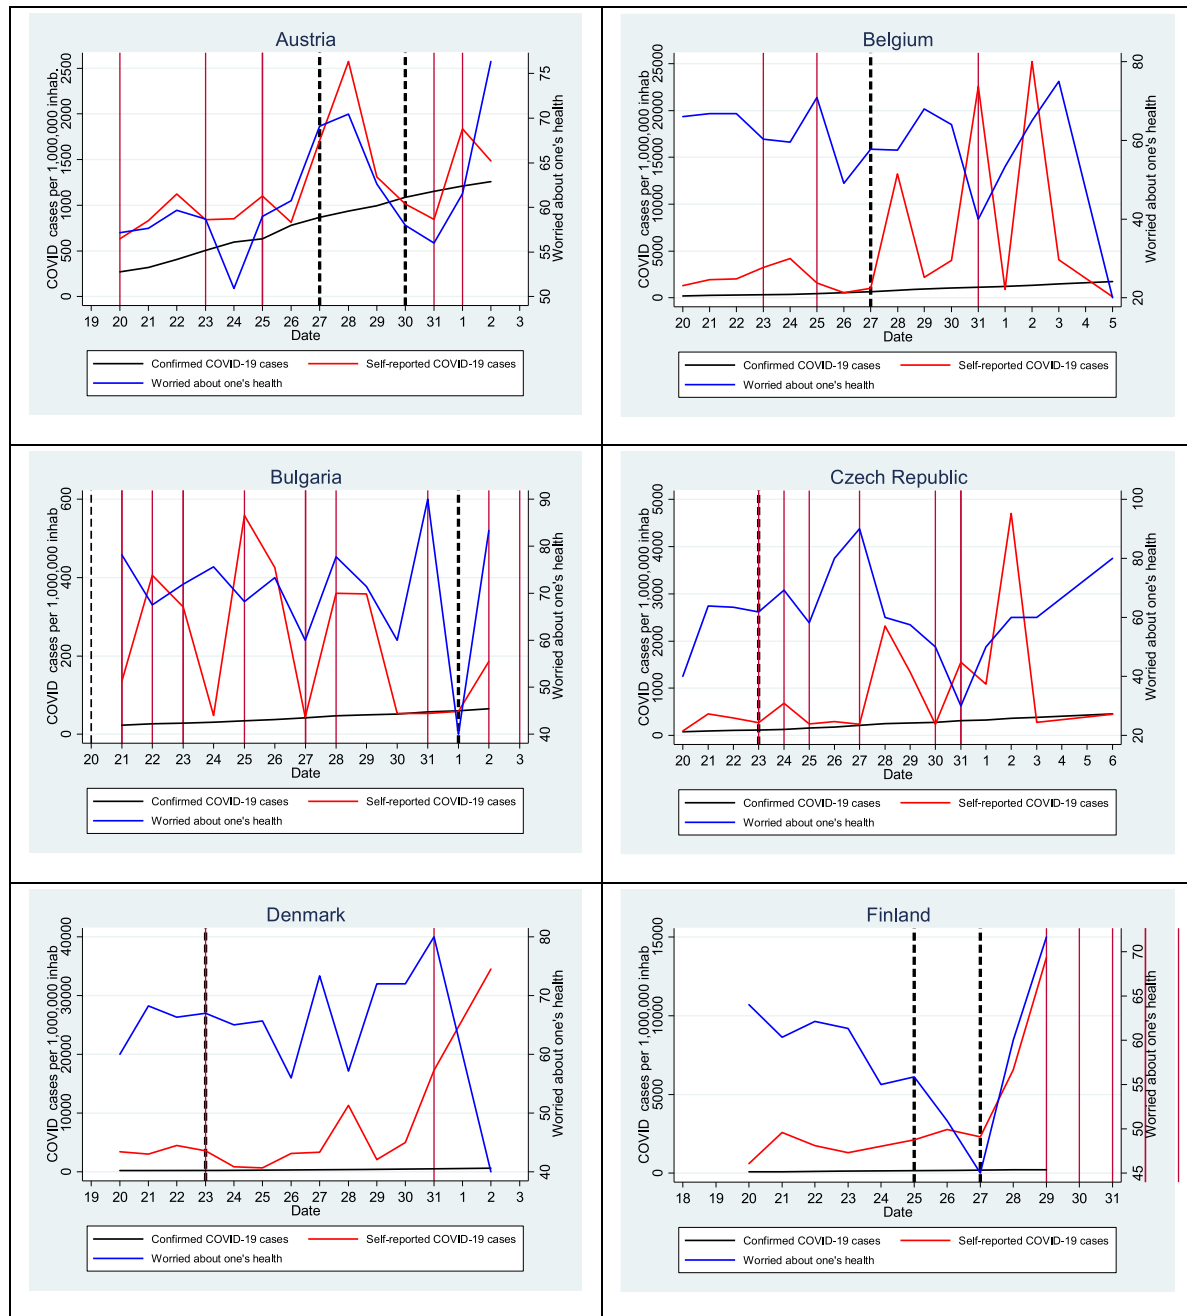 Austria
COVID cases per 1,000,000 inhab
0 500 1000 1500 2000 2500
Worried about one's health
50 55 60 65 70 75
19 20 21 22 23 24 25 26 27 28 29 30 31 1 2 3
Date
Confirmed COVID-19 cases Self-reported COVID-19 cases
Worried about one's health
Belgium
COVID cases per 1,000,000 inhab
0 5000 10000 15000 20000 25000
Worried about one's health
20 40 60 80
20 21 22 23 24 25 26 27 28 29 30 31 1 2 3 4 5
Date
Confirmed COVID-19 cases Self-reported COVID-19 cases
Worried about one's health
Bulgaria
COVID cases per 1,000,000 inhab
0 200 400 600
Worried about one's health
40 50 60 70 80 90
20 21 22 23 24 25 26 27 28 29 30 31 1 2 3
Date
Confirmed COVID-19 cases Self-reported COVID-19 cases
Worried about one's health
Czech Republic
COVID cases per 1,000,000 inhab
0 1000 2000 3000 4000 5000
Worried about one's health
20 40 60 80 100
20 21 22 23 24 25 26 27 28 29 30 31 1 2 3 4 5 6
Date
Confirmed COVID-19 cases Self-reported COVID-19 cases
Worried about one's health
Denmark
COVID cases per 1,000,000 inhab
0 10000 20000 30000 40000
Worried about one's health
40 50 60 70 80
19 20 21 22 23 24 25 26 27 28 29 30 31 1 2 3
Date
Confirmed COVID-19 cases Self-reported COVID-19 cases
Worried about one's health
Finland
COVID cases per 1,000,000 inhab
0 5000 10000 15000
Worried about one's health
45 50 55 60 65 70
18 19 20 21 22 23 24 25 26 27 28 29 30 31
Date
Confirmed COVID-19 cases Self-reported COVID-19 cases
Worried about one's health